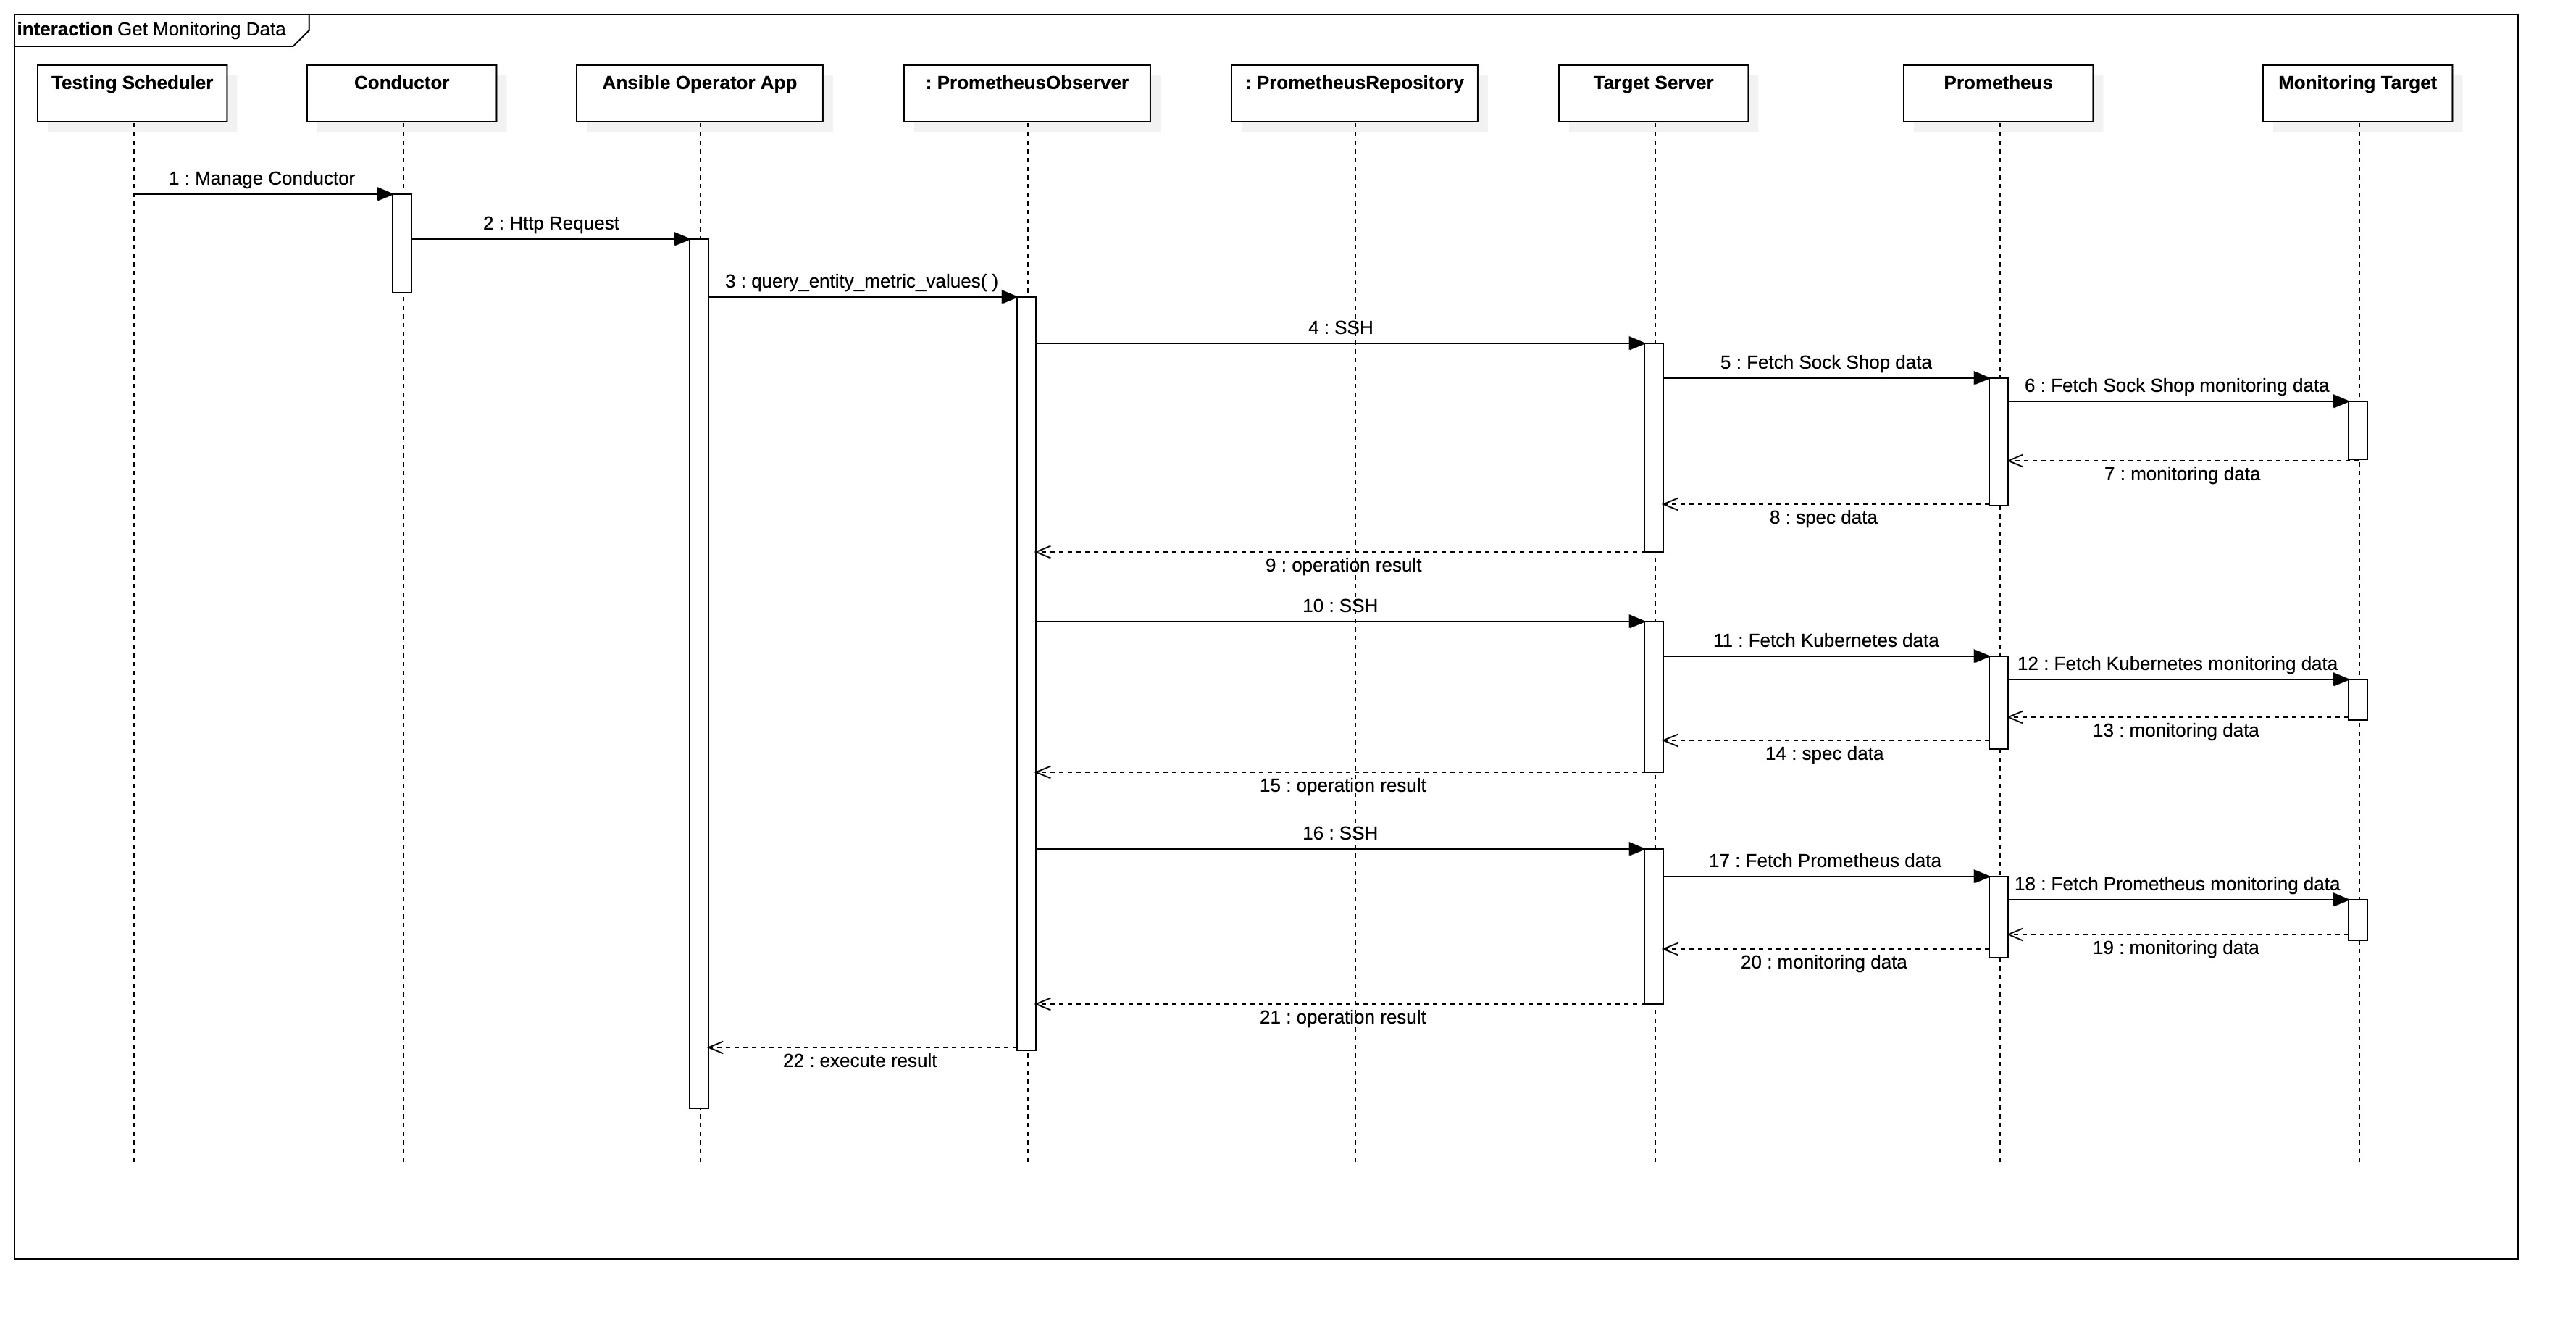 interaction Get Monitoring Data
Testing Scheduler
Conductor
Ansible Operator App
: PrometheusObserver
: PrometheusRepository
Target Server
Prometheus
Monitoring Target
1 : Manage Conductor
2 : Http Request
3 : query_entity_metric_values( )
4 : SSH
5 : Fetch Sock Shop data
6 : Fetch Sock Shop monitoring data
7 : monitoring data
8 : spec data
9 : operation result
10 : SSH
11 : Fetch Kubernetes data
12 : Fetch Kubernetes monitoring data
13 : monitoring data
14 : spec data
15 : operation result
16 : SSH
17 : Fetch Prometheus data
18 : Fetch Prometheus monitoring data
19 : monitoring data
20 : monitoring data
21 : operation result
22 : execute result